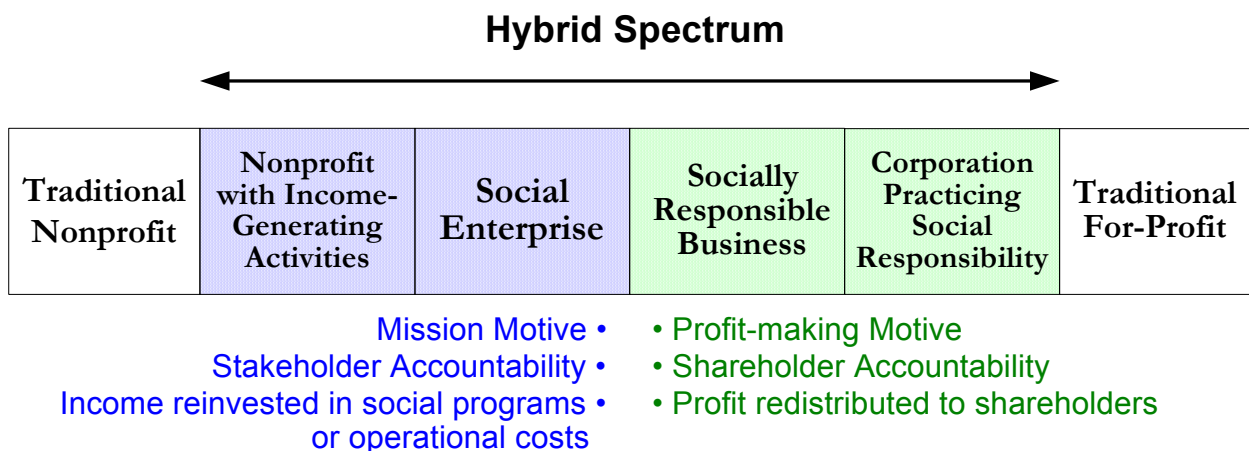 Hybrid Spectrum
Traditional
Nonprofit
Nonprofit
with Income-
Generating
Activities
Social
Enterprise
Socially
Responsible
Business
Corporation
Practicing
Social
Responsibility
Traditional
For-Profit
Mission Motive •
Stakeholder Accountability •
Income reinvested in social programs •
or operational costs
• Profit-making Motive
• Shareholder Accountability
• Profit redistributed to shareholders